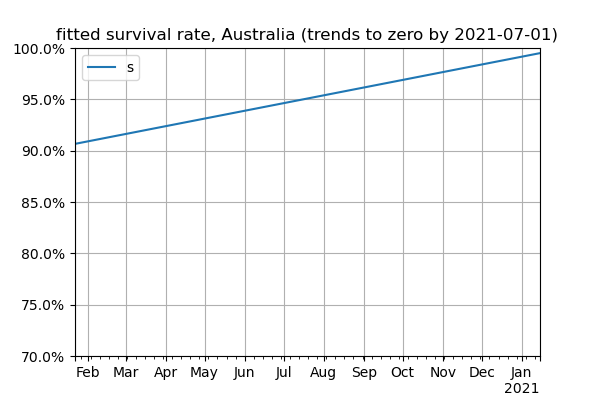 fitted survival rate, Australia (trends to zero by 2021-07-01)
100.0%
95.0%
90.0%
85.0%
80.0%
75.0%
70.0%
s
Feb Mar Apr May Jun Jul Aug Sep Oct Nov Dec Jan
2021